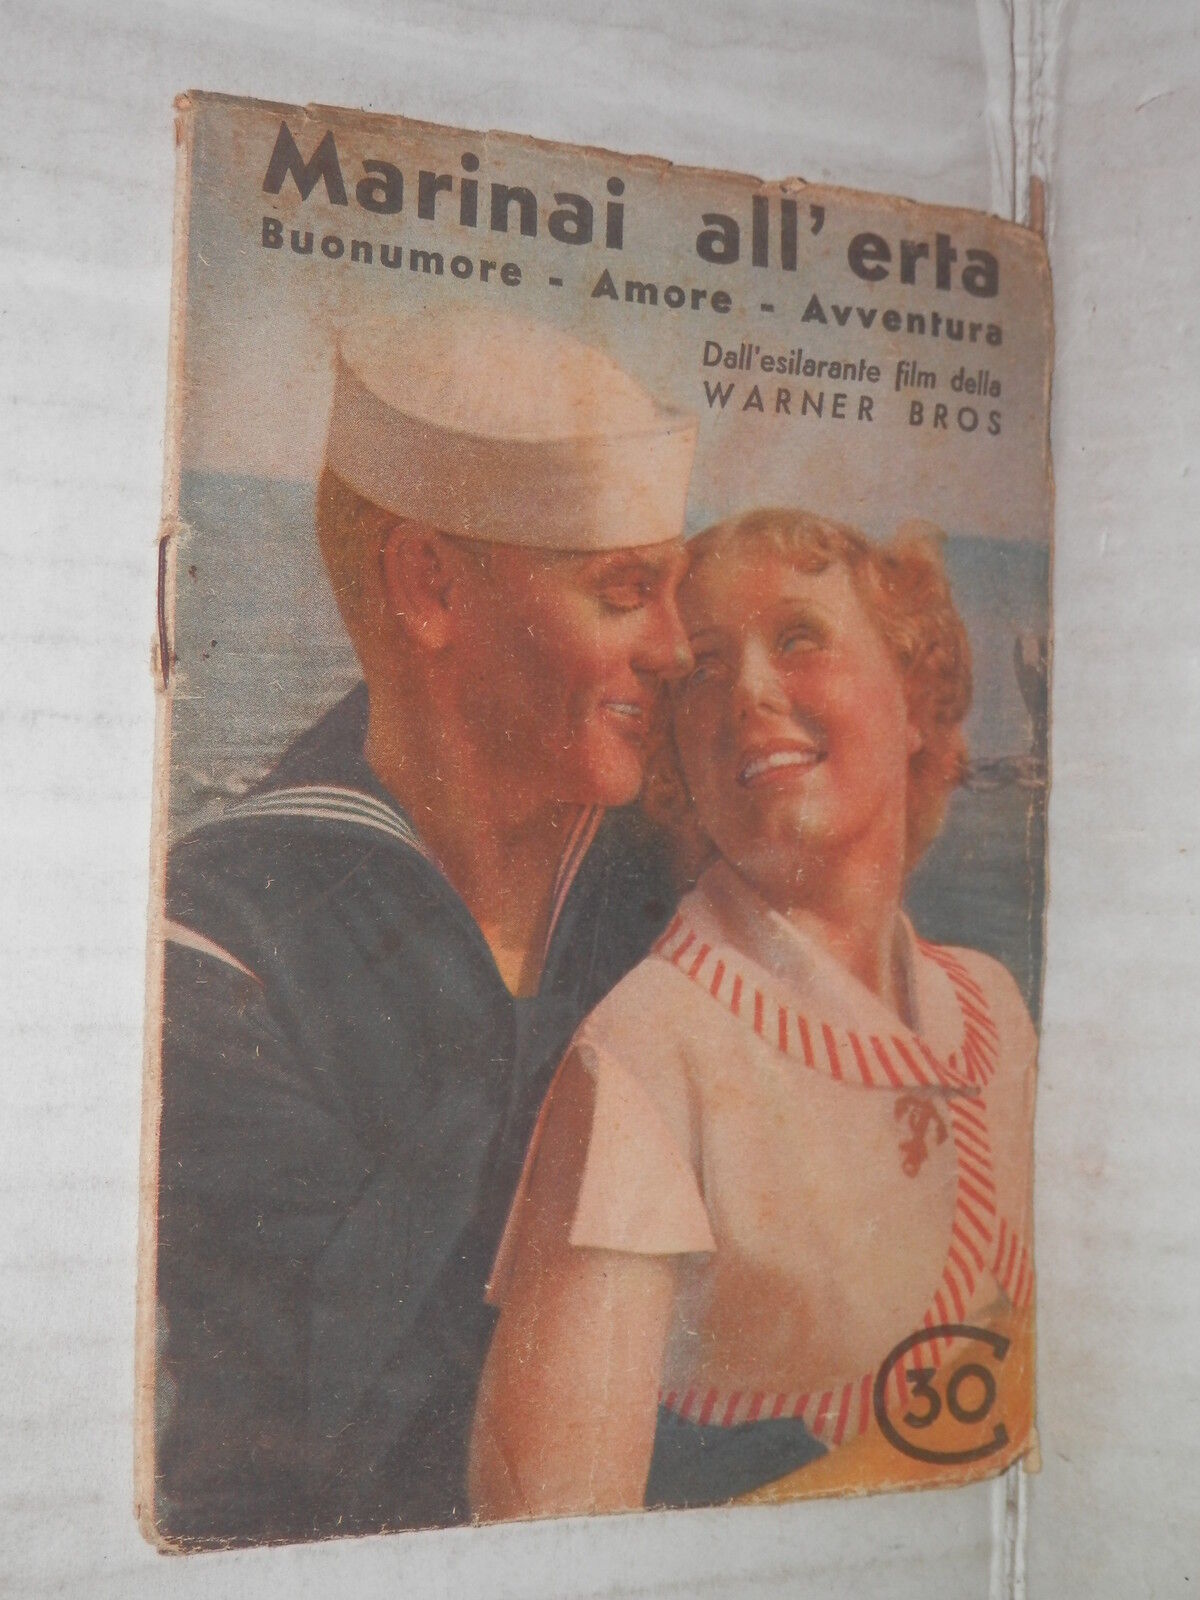 Marinai all' erta
Buonumore - Amore - Avventura
Dall'esilarante film della
WARNER BROS
C 30